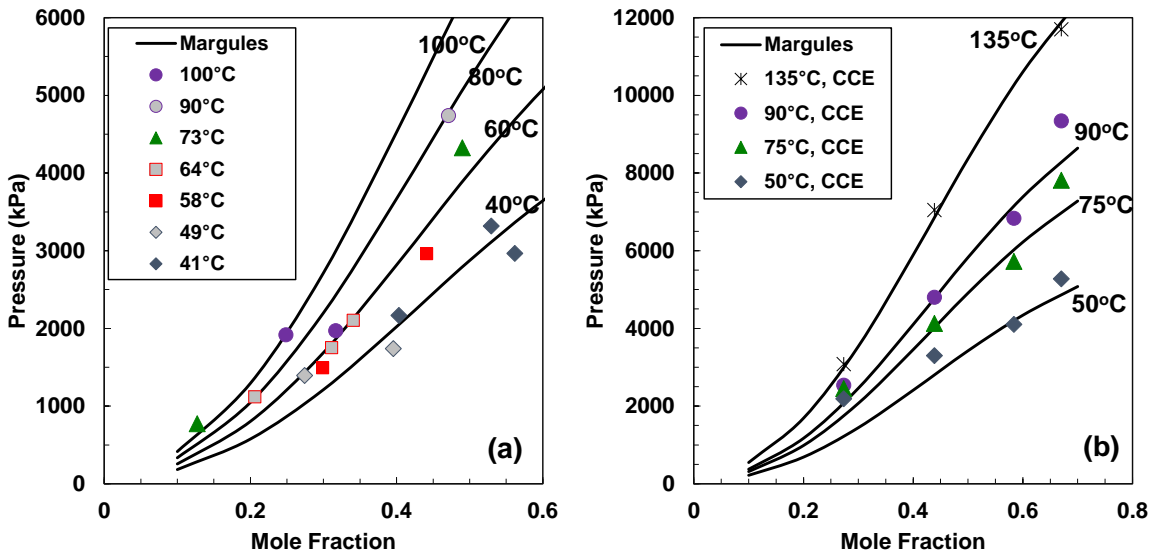 6000
5000
4000
3000
2000
1000
0
Pressure (kPa)
Margules
100°C
90°C
73°C
64°C
58°C
49°C
41°C
100°C
80°C
60°C
40°C
(a)
0
0.2
0.4
0.6
Mole Fraction
12000
10000
8000
6000
4000
2000
0
Pressure (kPa)
Margules
135°C, CCE
90°C, CCE
75°C, CCE
50°C, CCE
135°C
90°C
75°C
50°C
(b)
0
0.2
0.4
0.6
0.8
Mole Fraction